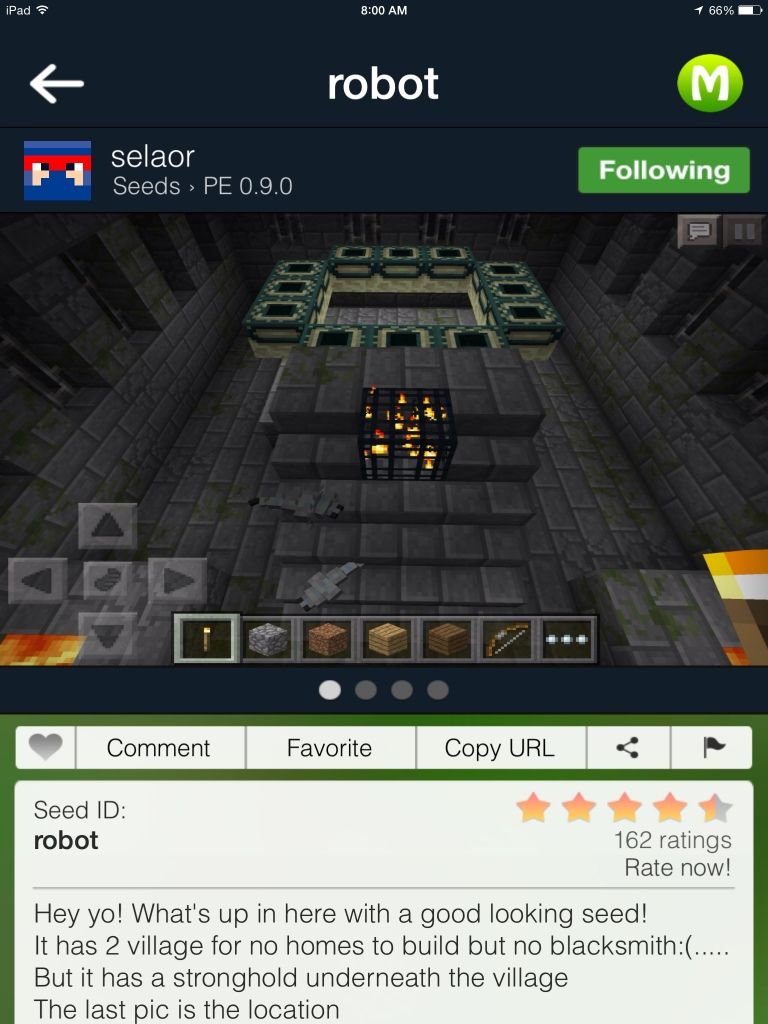 iPad
8:00 AM
66%
robot
M
selaor
Seeds › PE 0.9.0
Following
Comment
Favorite
Copy URL
Seed ID:
robot
162 ratings
Rate now!
Hey yo! What's up in here with a good looking seed!
It has 2 village for no homes to build but no blacksmith:(.....
But it has a stronghold underneath the village
The last pic is the location